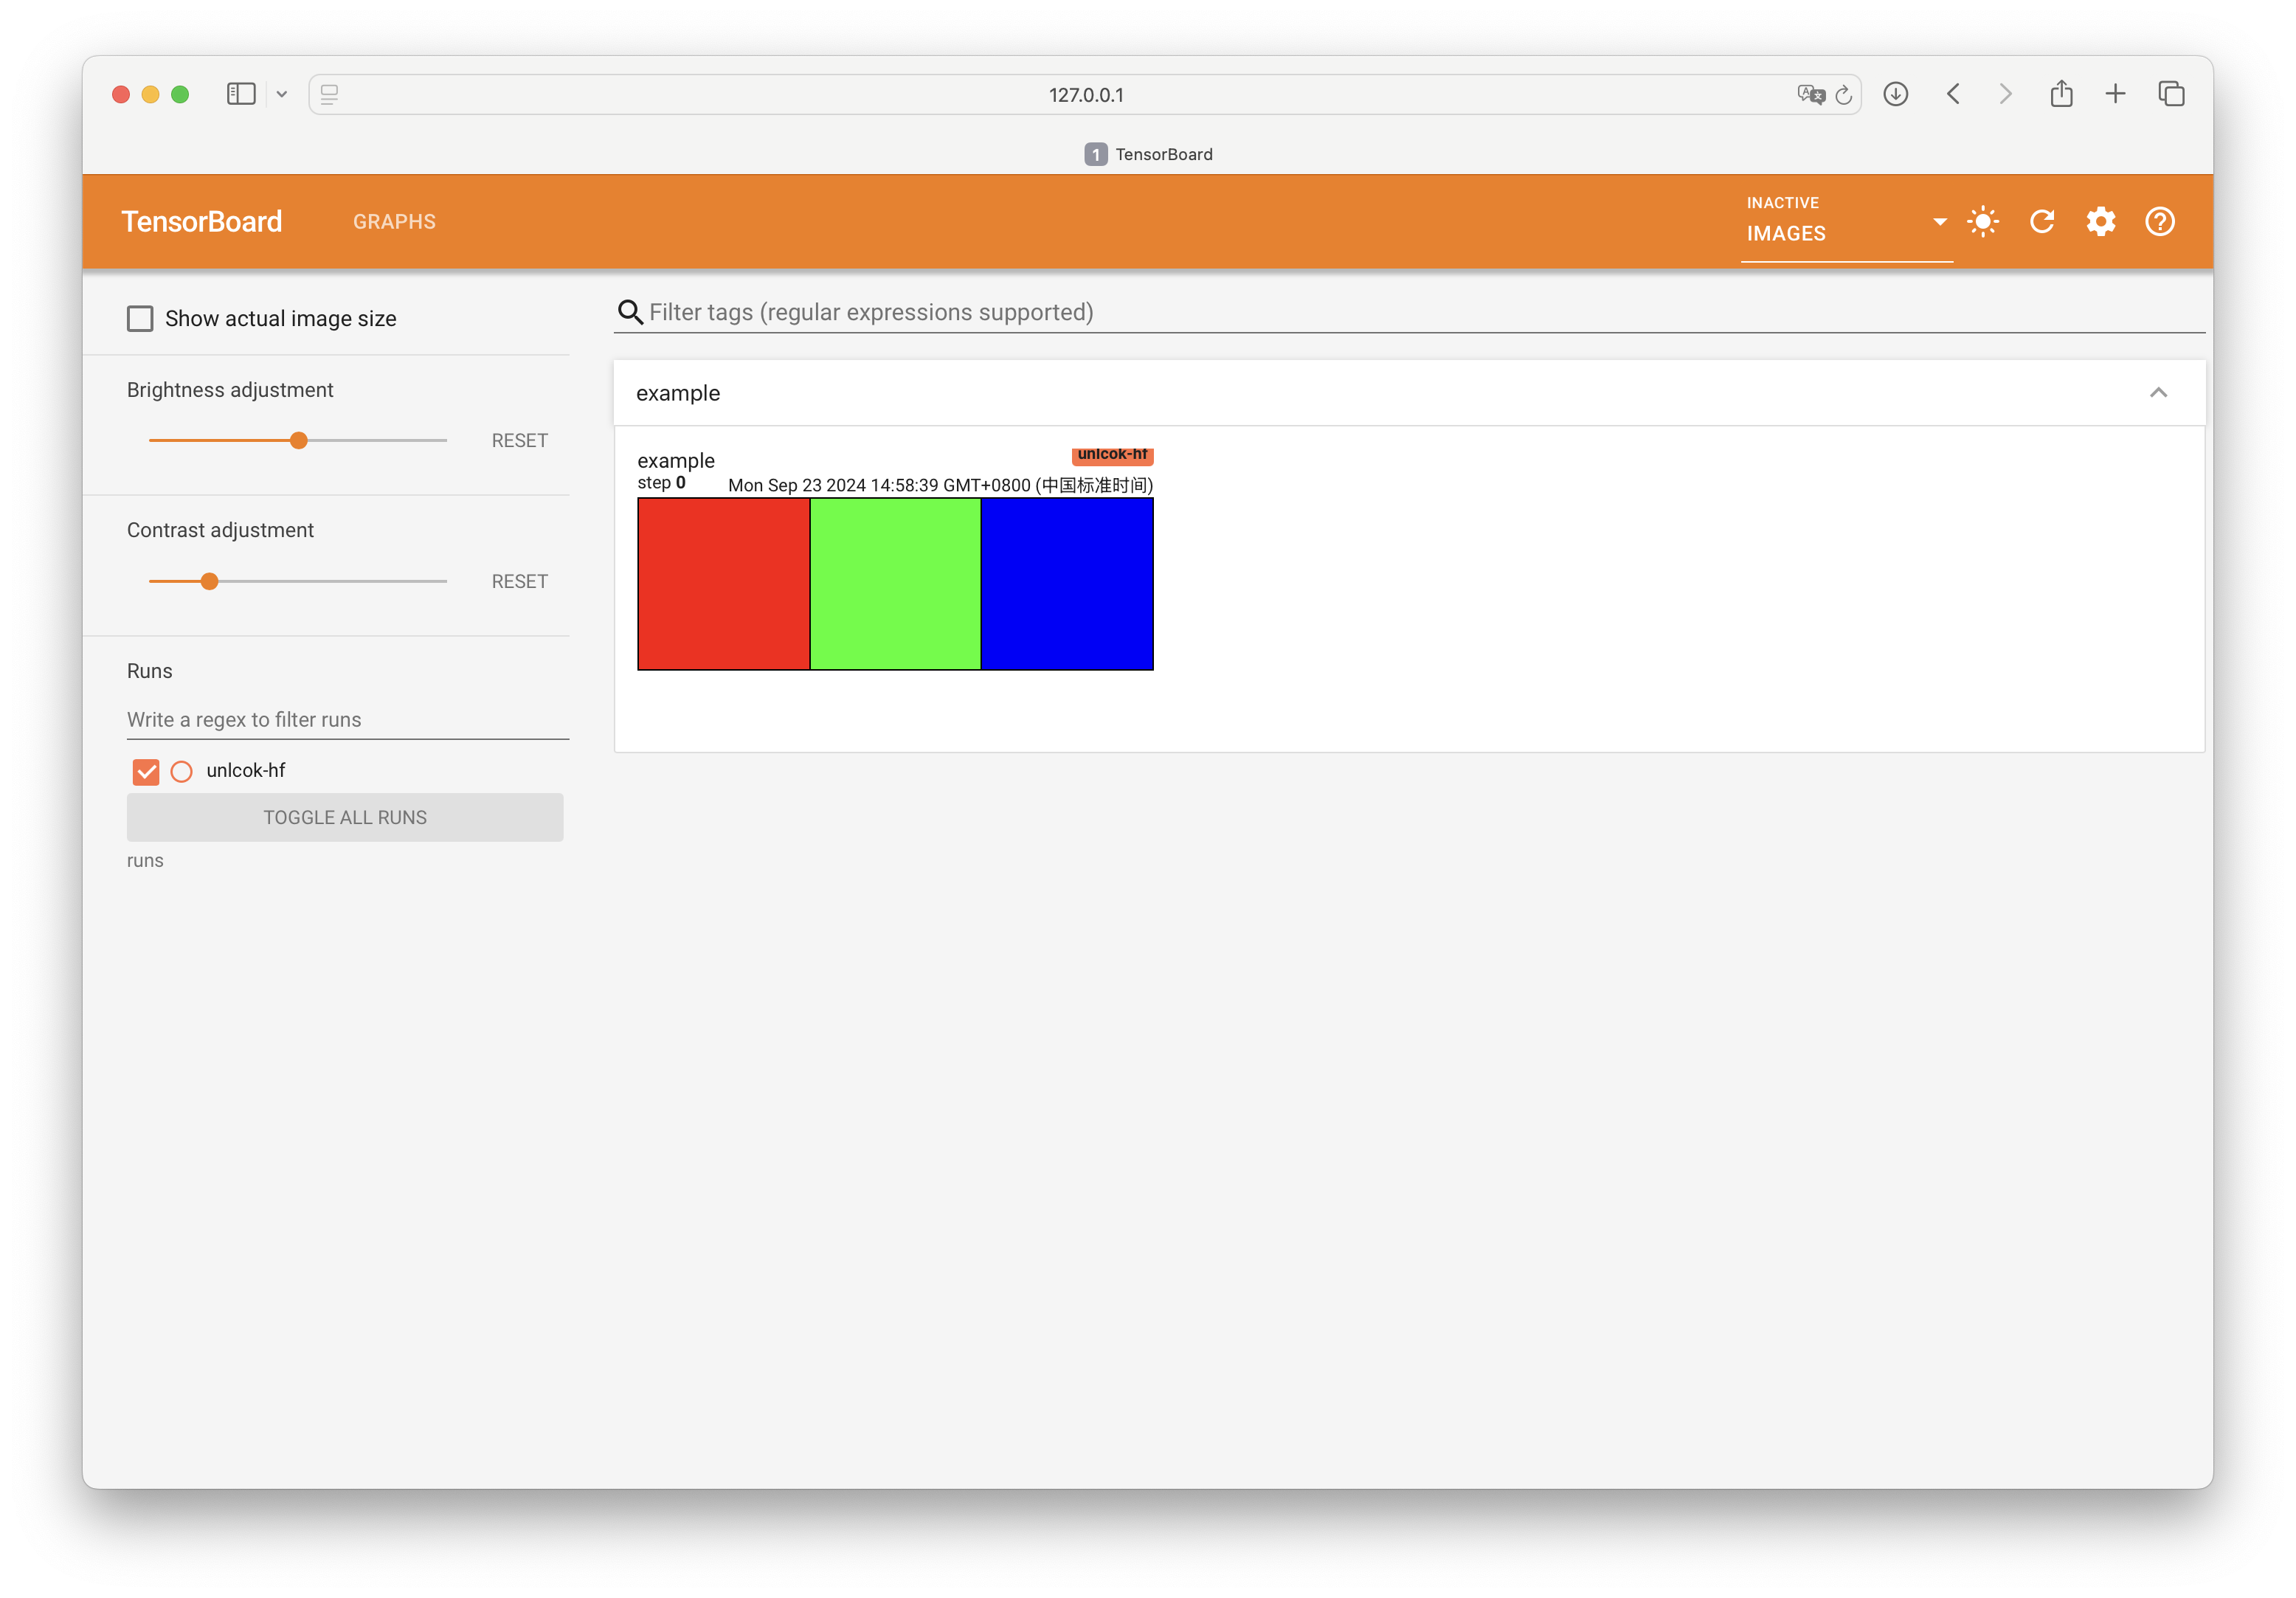 127.0.0.1
1 TensorBoard
TensorBoard
GRAPHS
INACTIVE
IMAGES
Show actual image size
Filter tags (regular expressions supported)
Brightness adjustment
RESET
Contrast adjustment
RESET
Runs
Write a regex to filter runs
unlcok-hf
TOGGLE ALL RUNS
runs
example
example
unlcok-hf
step 0
Mon Sep 23 2024 14:58:39 GMT+0800 (中国标准时间)